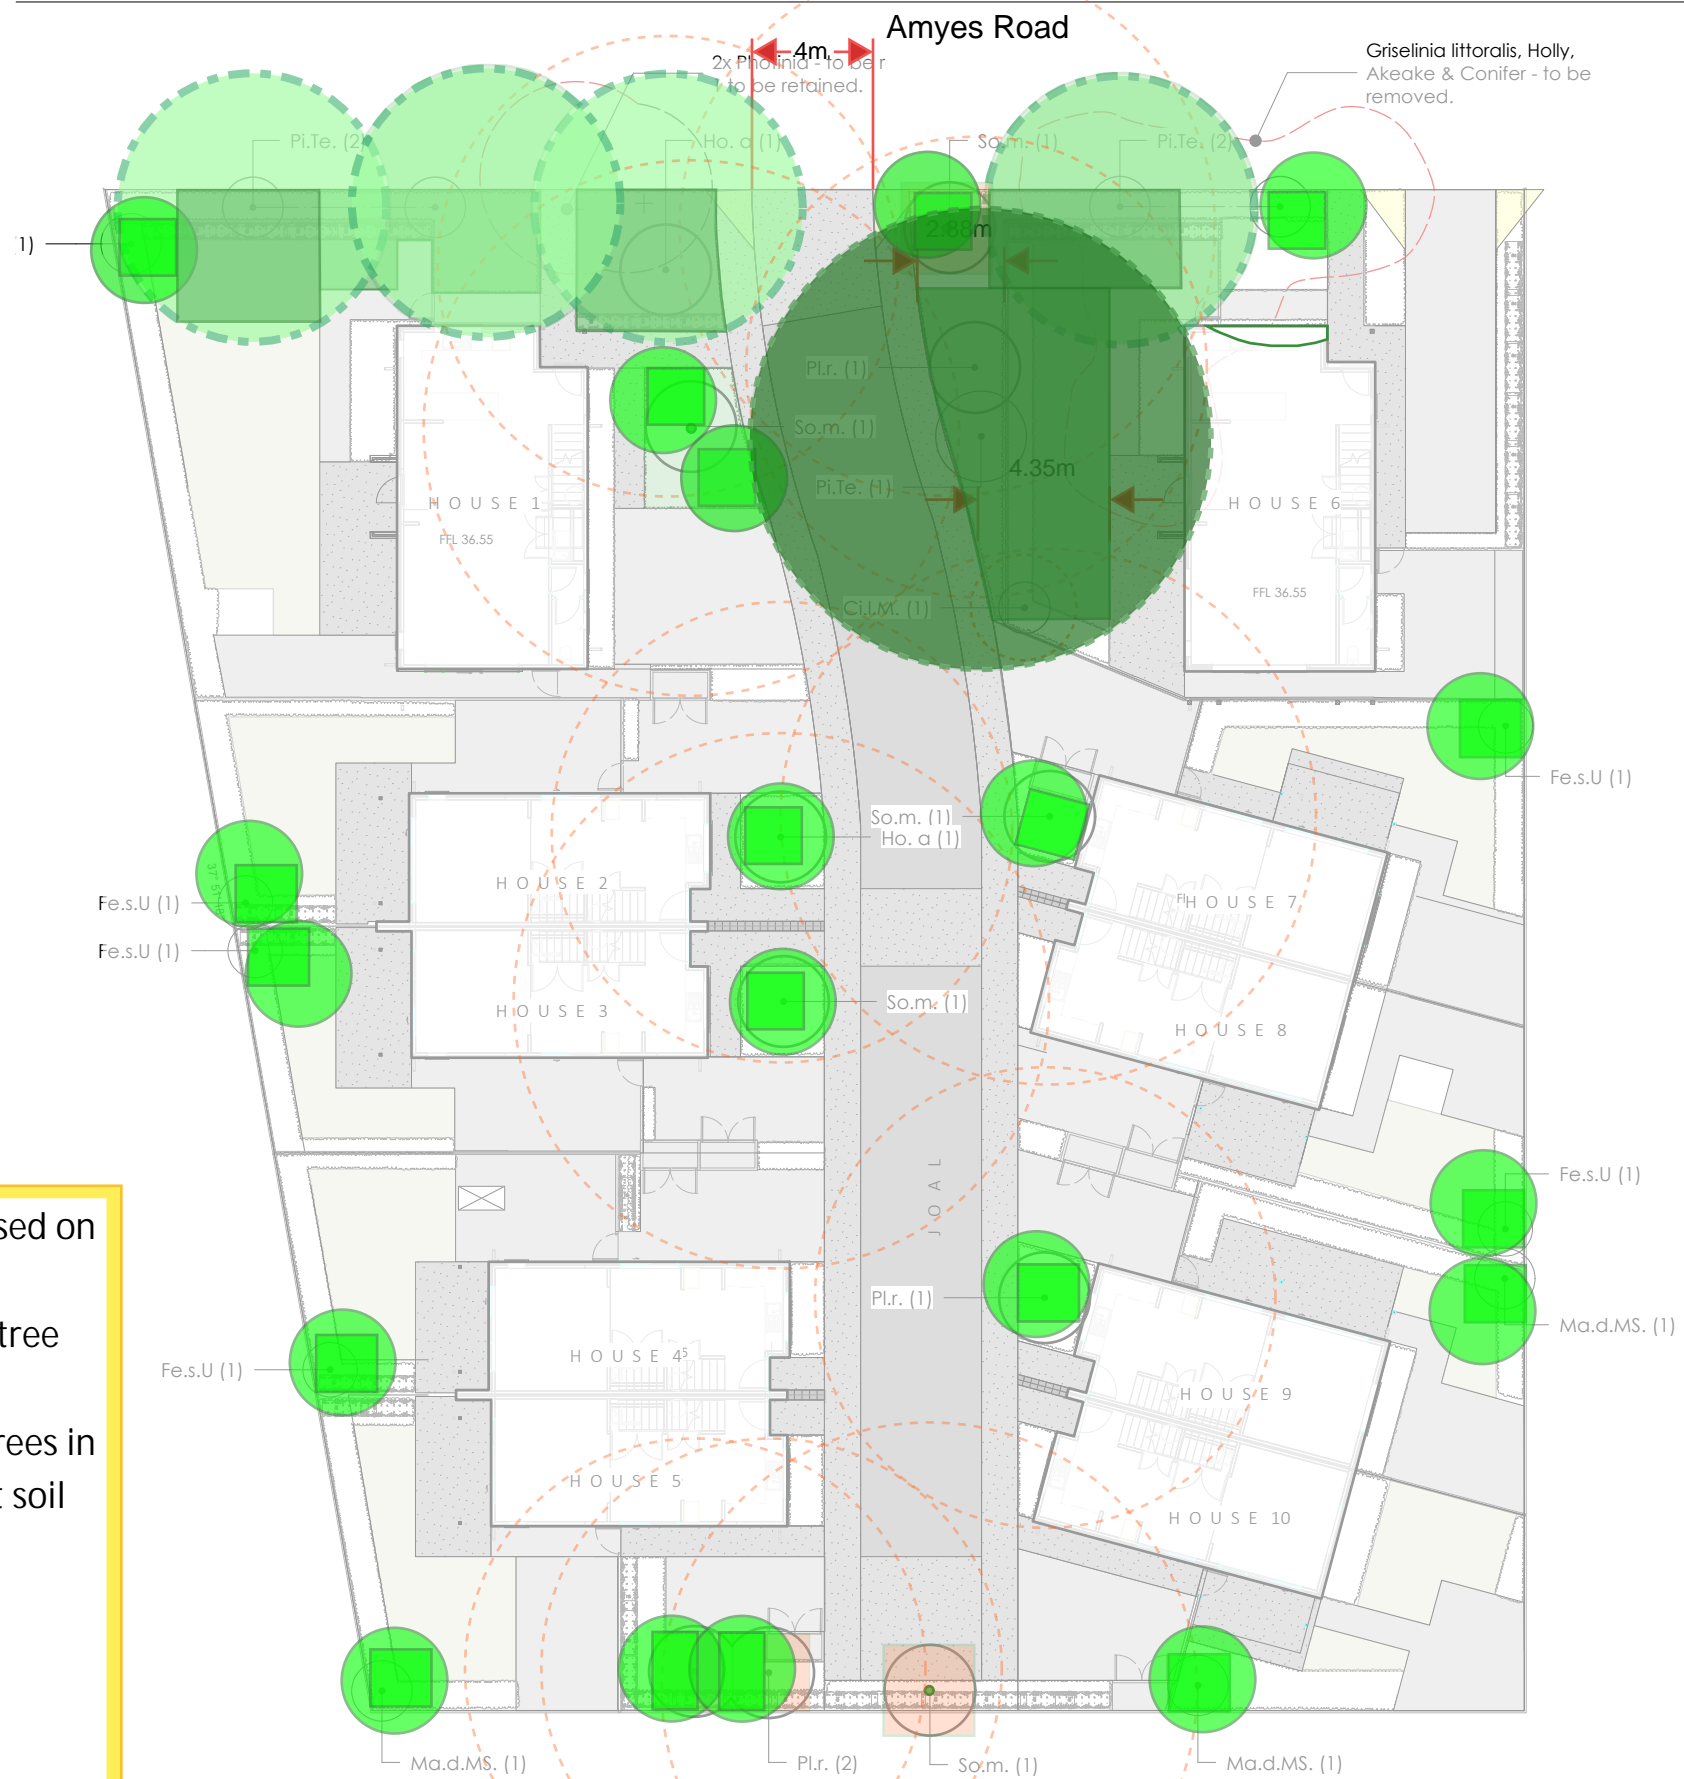 Amyes Road
4m
2x Photinia - to be r
to be retained.
Griselinia littoralis, Holly,
Akeake & Conifer - to be
removed.
Pi.Te. (2)
Ho. a (1)
So.m. (1)
Pi.Te. (2)
1)
2.88m
Pl.r. (1)
So.m. (1)
4.35m
Pi.Te. (1)
HOUSE 1
FFL 36.55
HOUSE 6
FFL 36.55
Ci.l.M. (1)
Fe.s.U (1)
So.m. (1)
Ho. a (1)
HOUSE 2
HOUSE 7
Fe.s.U (1)
Fe.s.U (1)
So.m. (1)
HOUSE 3
HOUSE 8
JOAL
Fe.s.U (1)
sed on
tree
rees in
t soil
Pl.r. (1)
Ma.d.MS. (1)
HOUSE 4
5
Fe.s.U (1)
HOUSE 9
HOUSE 5
HOUSE 10
Ma.d.MS. (1)
Pl.r. (2)
So.m. (1)
Ma.d.MS. (1)